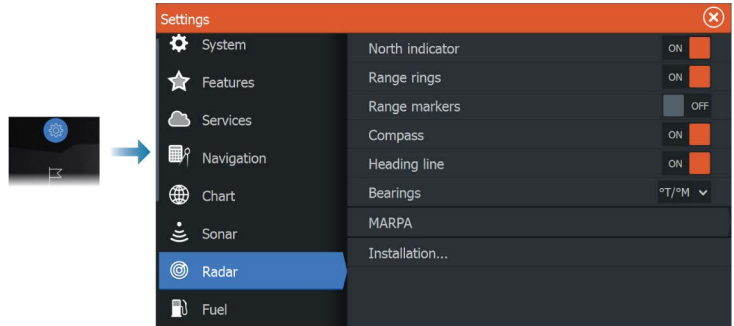 Settings
System
Features
Services
Navigation
Chart
Sonar
Radar
Fuel
North indicator ON
Range rings ON
Range markers OFF
Compass ON
Heading line ON
Bearings °T/°M
MARPA
Installation...